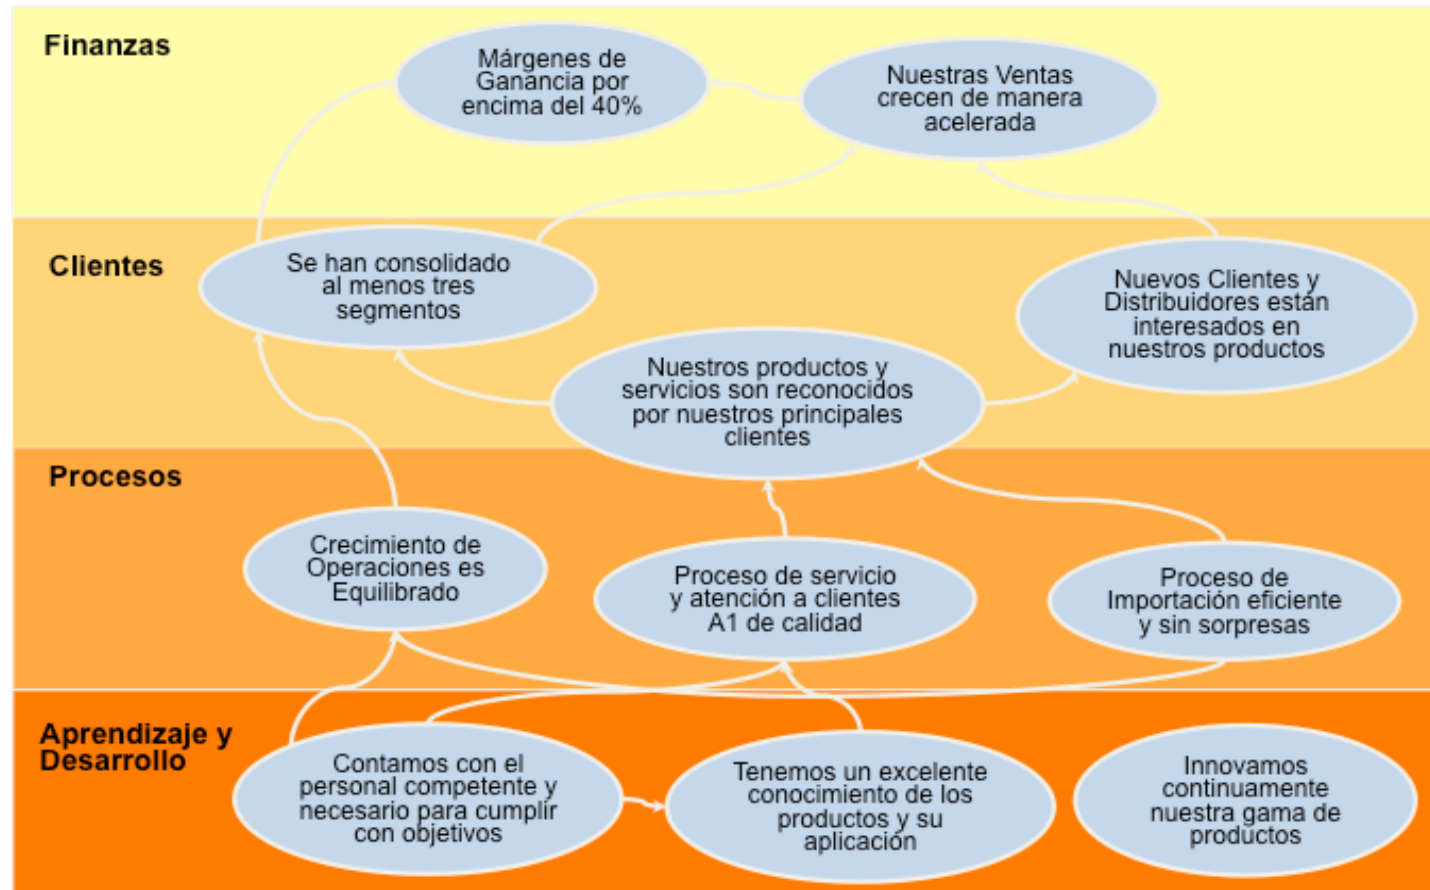 Finanzas
Márgenes de
Ganancia por
encima del 40%
Nuestras Ventas
crecen de manera
acelerada
Clientes
Se han consolidado
al menos tres
segmentos
Nuevos Clientes y
Distribuidores están
interesados en
nuestros productos
Nuestros productos y
servicios son reconocidos
por nuestros principales
clientes
Procesos
Crecimiento de
Operaciones es
Equilibrado
Proceso de servicio
y atención a clientes
A1 de calidad
Proceso de
Importación eficiente
y sin sorpresas
Aprendizaje y
Desarrollo
Contamos con el
personal competente y
necesario para cumplir
con objetivos
Tenemos un excelente
conocimiento de los
productos y su
aplicación
Innovamos
continuamente
nuestra gama de
productos